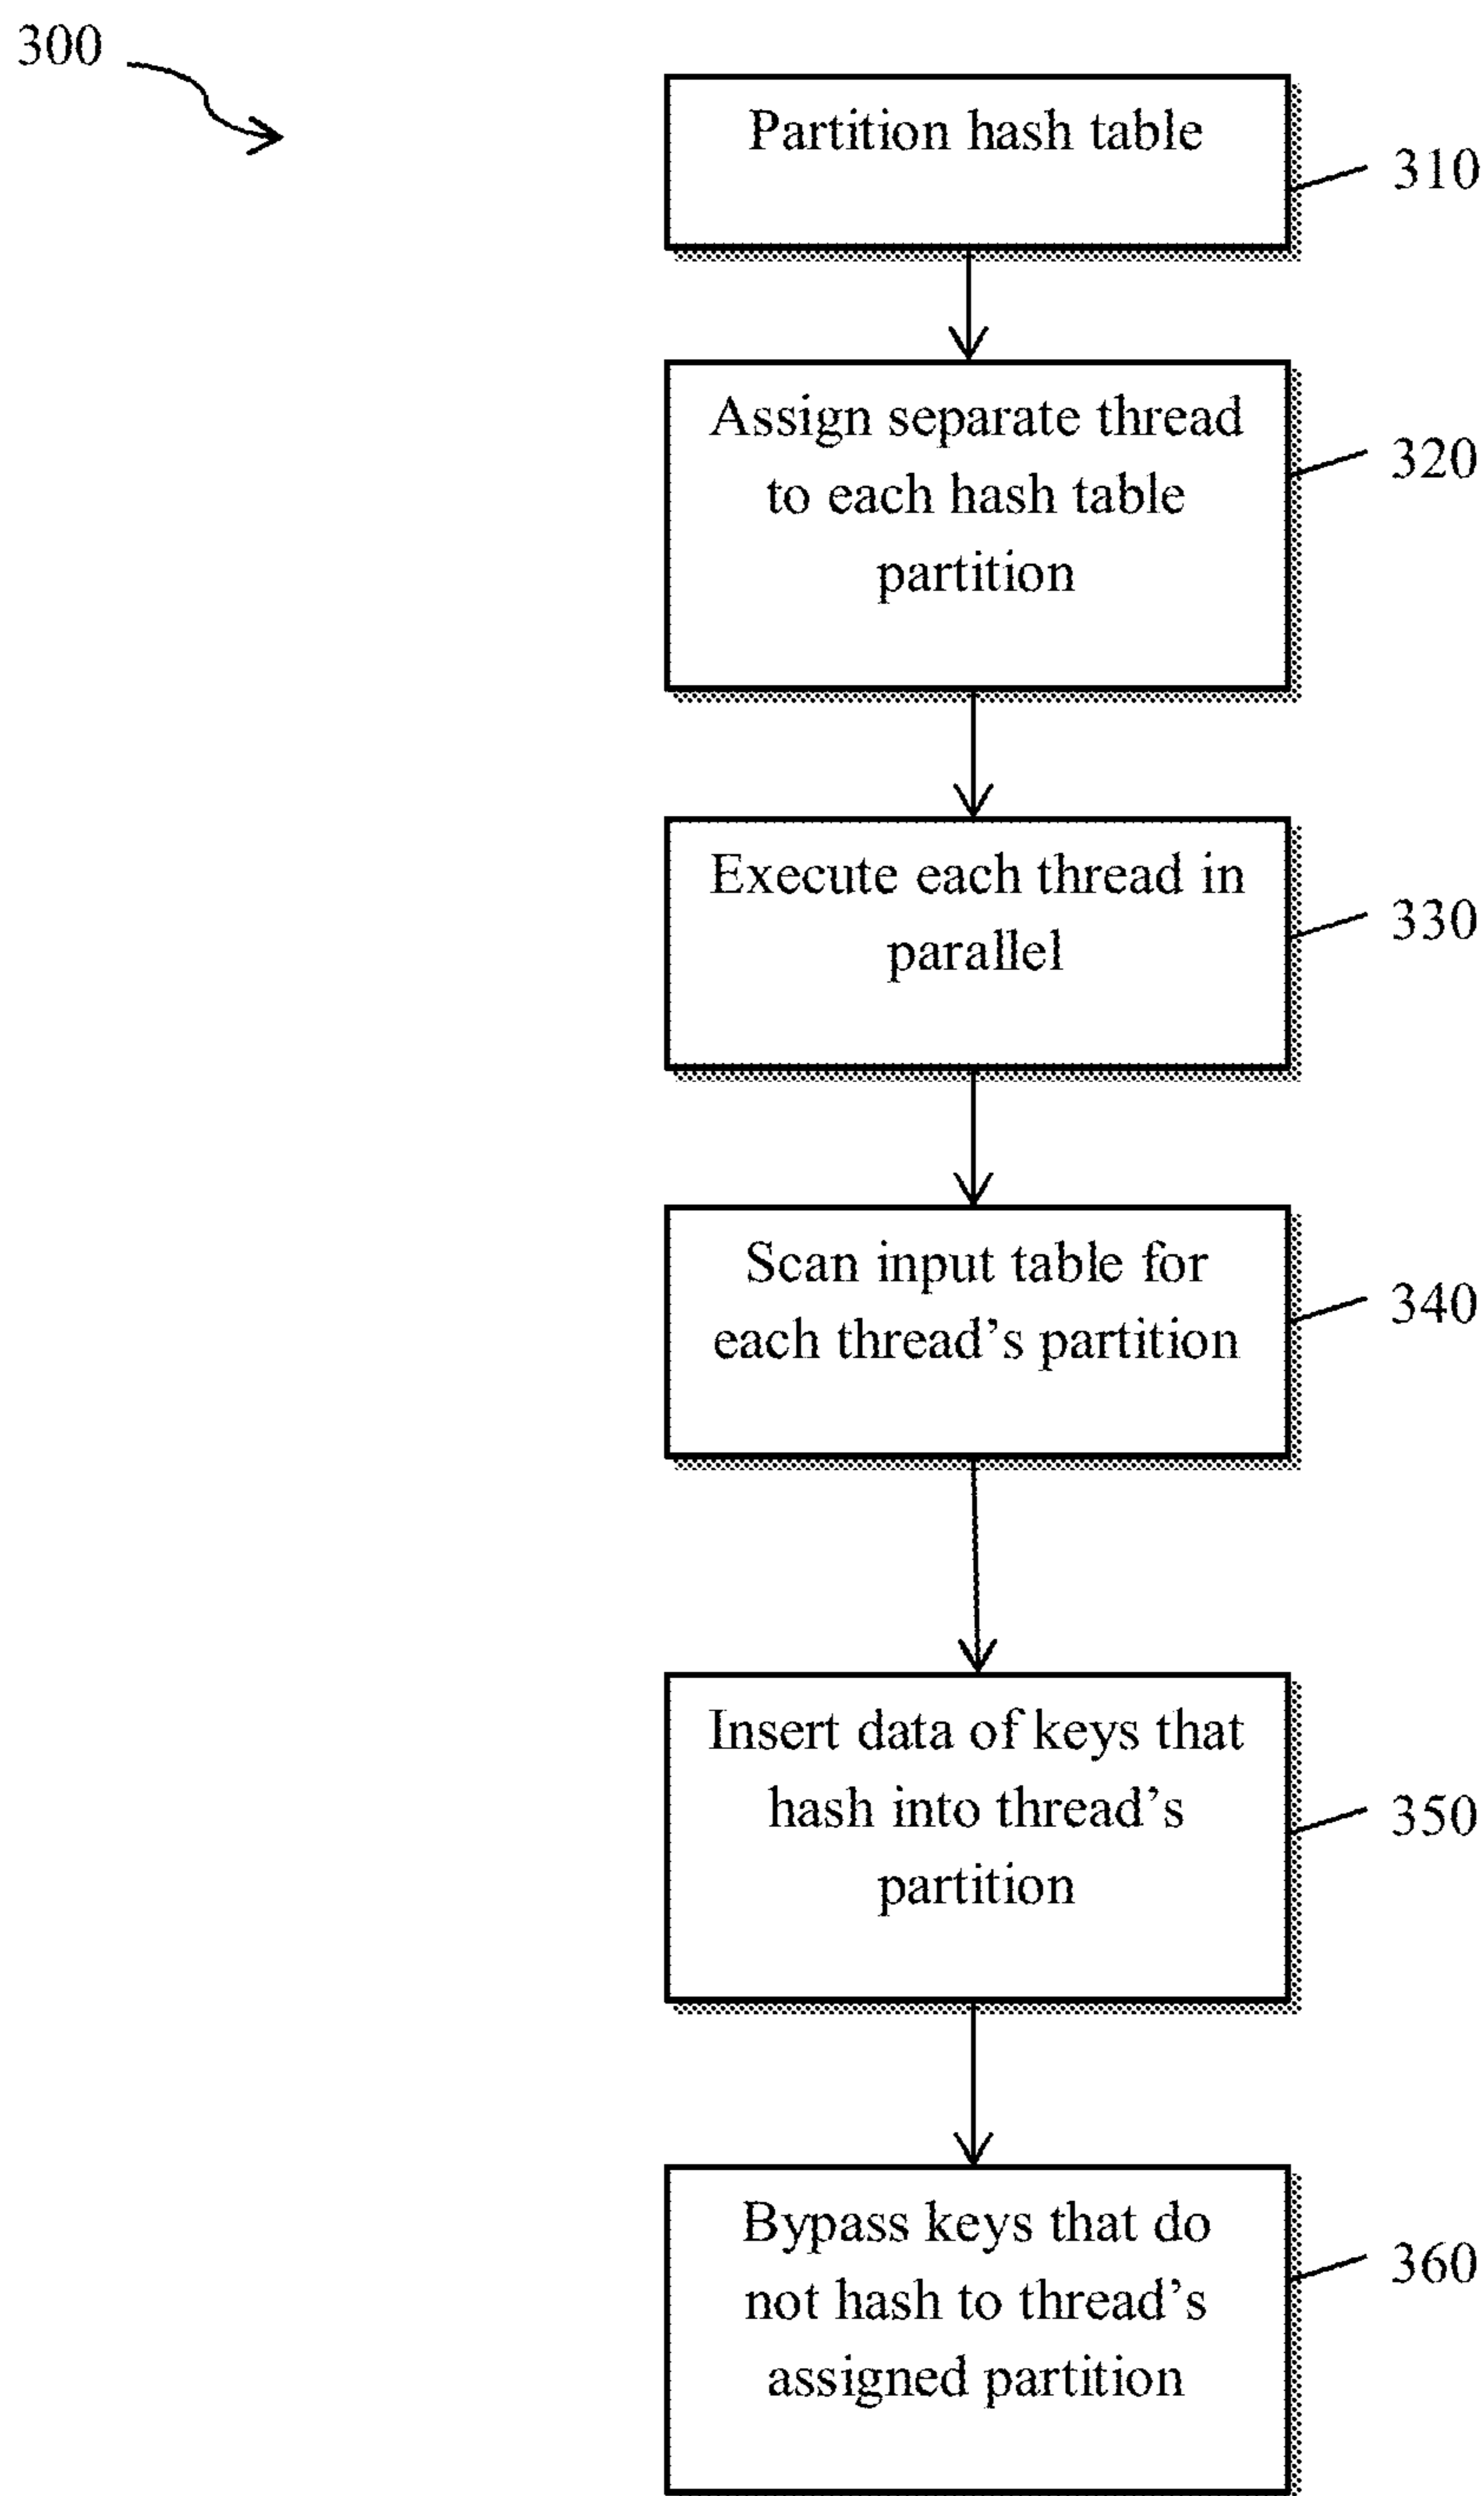 300
Partition hash table
310
Assign separate thread
to each hash table
partition
320
Execute each thread in
parallel
330
Scan input table for
each thread’s partition
340
Insert data of keys that
hash into thread’s
partition
350
Bypass keys that do
not hash to thread’s
assigned partition
360